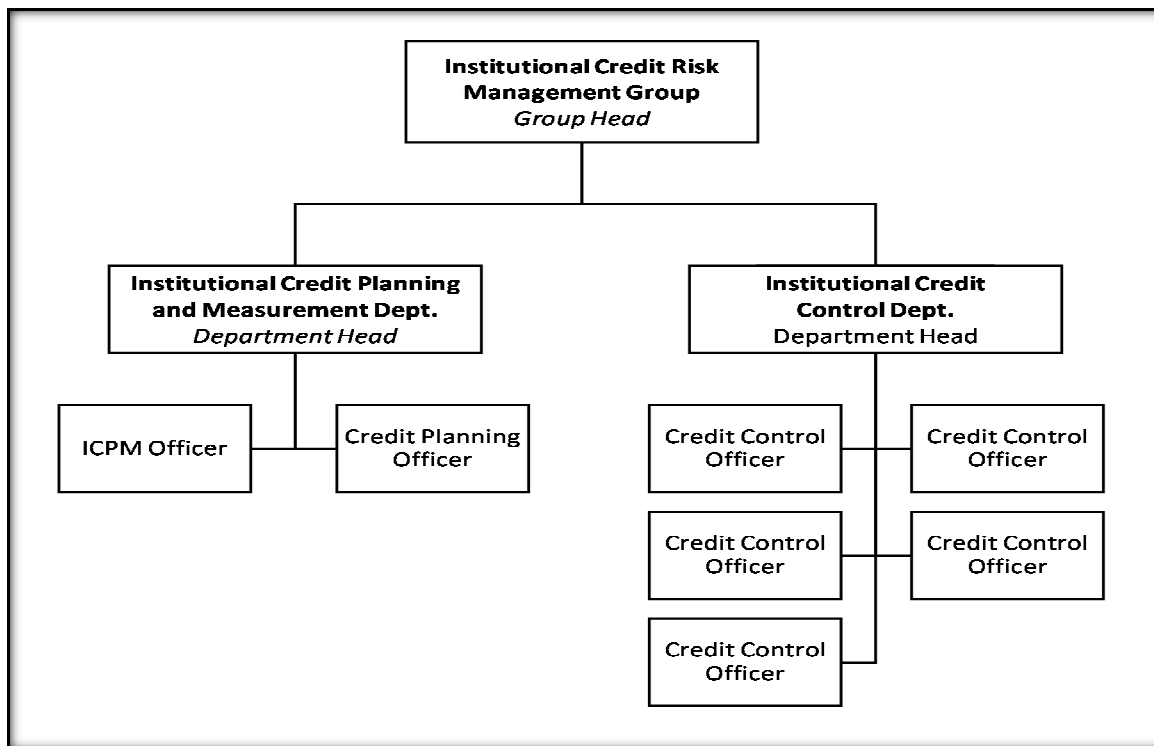 Institutional Credit Risk
Management Group
Group Head
Institutional Credit Planning
and Measurement Dept.
Department Head
Institutional Credit
Control Dept.
Department Head
ICPM Officer
Credit Planning
Officer
Credit Control
Officer
Credit Control
Officer
Credit Control
Officer
Credit Control
Officer
Credit Control
Officer